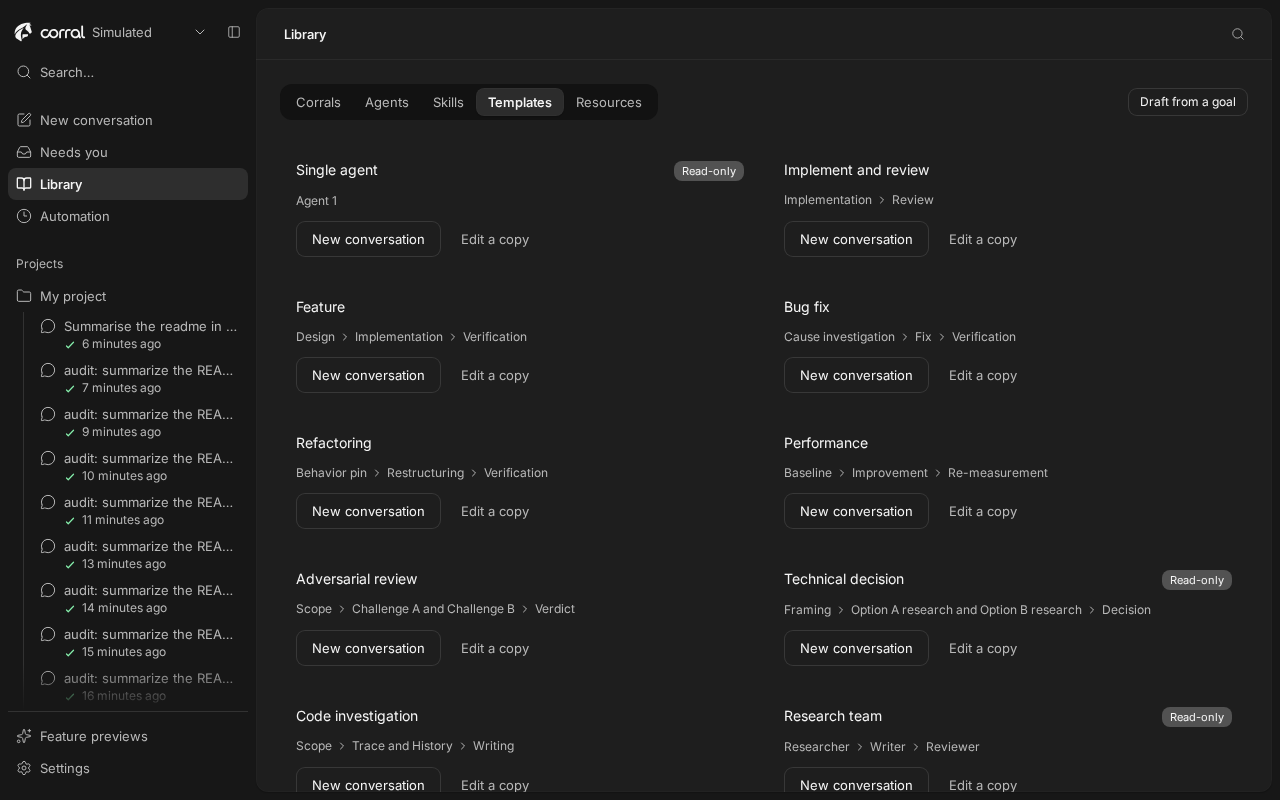 corral Simulated
Search...
New conversation
Needs you
Library
Automation
Projects
My project
Summarise the readme in ...
6 minutes ago
audit: summarize the REA...
7 minutes ago
audit: summarize the REA...
9 minutes ago
audit: summarize the REA...
10 minutes ago
audit: summarize the REA...
11 minutes ago
audit: summarize the REA...
13 minutes ago
audit: summarize the REA...
14 minutes ago
audit: summarize the REA...
15 minutes ago
audit: summarize the REA...
16 minutes ago
Feature previews
Settings
Library
Corrals Agents Skills Templates Resources
Draft from a goal
Single agent Read-only
Agent 1
New conversation Edit a copy
Implement and review
Implementation > Review
New conversation Edit a copy
Feature
Design > Implementation > Verification
New conversation Edit a copy
Bug fix
Cause investigation > Fix > Verification
New conversation Edit a copy
Refactoring
Behavior pin > Restructuring > Verification
New conversation Edit a copy
Performance
Baseline > Improvement > Re-measurement
New conversation Edit a copy
Adversarial review
Scope > Challenge A and Challenge B > Verdict
New conversation Edit a copy
Technical decision Read-only
Framing > Option A research and Option B research > Decision
New conversation Edit a copy
Code investigation
Scope > Trace and History > Writing
New conversation Edit a copy
Research team Read-only
Researcher > Writer > Reviewer
New conversation Edit a copy